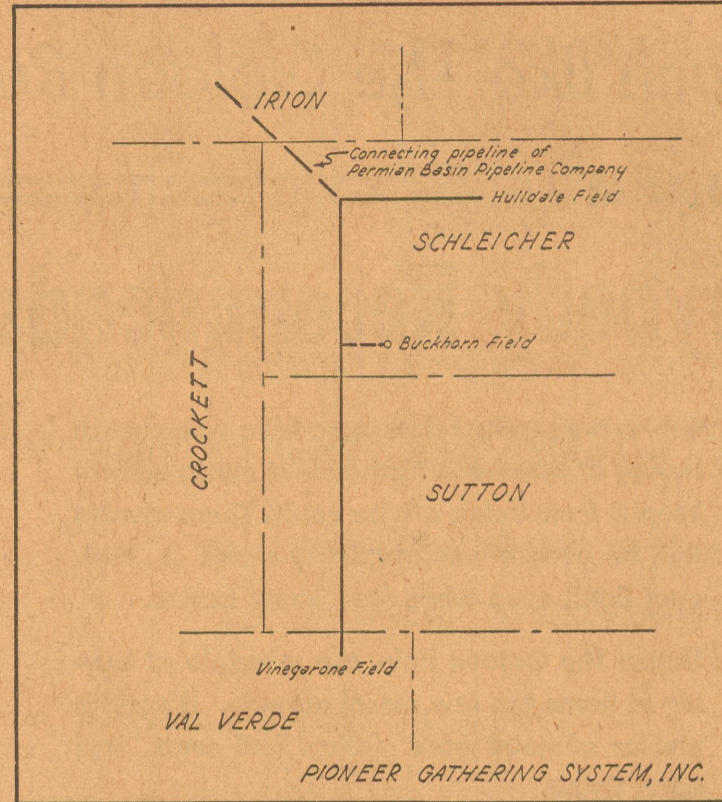 IRION
Connecting pipeline of
Permian Basin Pipeline Company
Hulldale Field
SCHLEICHER
Buckhorn Field
CROCKETT
SUTTON
Vinegarone Field
VAL VERDE
PIONEER GATHERING SYSTEM, INC.